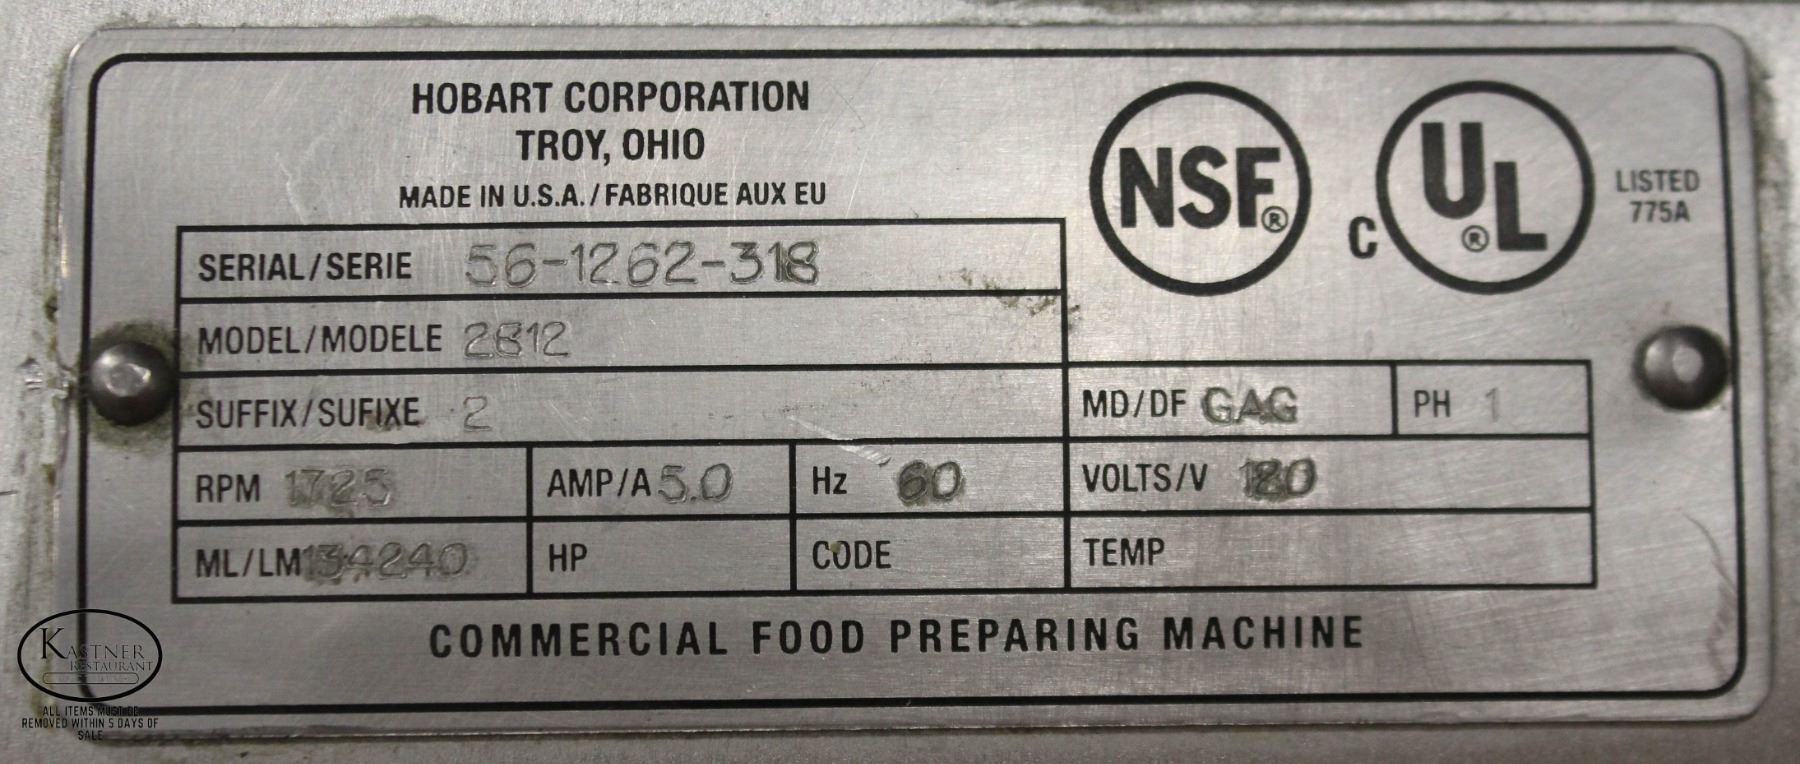 HOBART CORPORATION
TROY, OHIO
MADE IN U.S.A./FABRIQUE AUX EU
NSF®
C UL®
LISTED
775A
SERIAL/SERIE 56-1262-318
MODEL/MODELE 2812
SUFFIX/SUFIXE 2
MD/DF GAG PH 1
RPM 1725 AMP/A 5.0 Hz 60 VOLTS/V 120
ML/LM 134240 HP CODE TEMP
COMMERCIAL FOOD PREPARING MACHINE
KASTNER
RESTAURANT
ALL ITEMS MUST BE
REMOVED WITHIN 5 DAYS OF
SALE